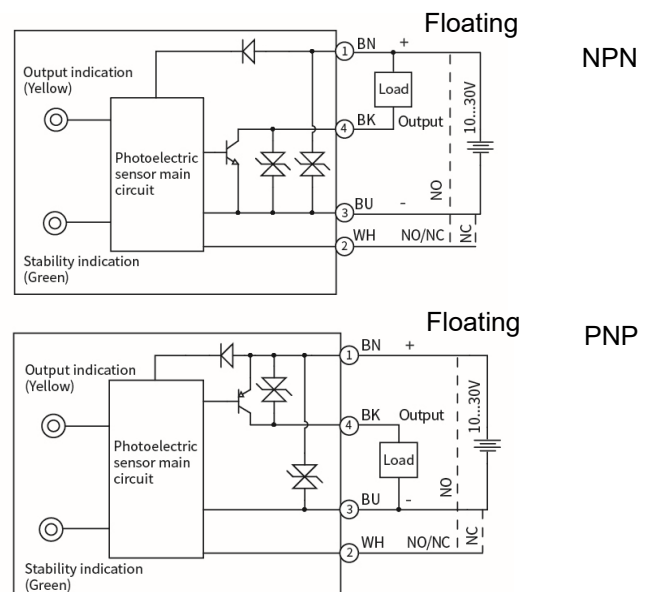 Floating
NPN
Output indication
(Yellow)
Photoelectric
sensor main
circuit
Stability indication
(Green)
1 BN +
Load
4 BK Output
10...30V
3 BU -
NO
2 WH NO/NC
NC
Floating
PNP
Output indication
(Yellow)
Photoelectric
sensor main
circuit
Stability indication
(Green)
1 BN +
10...30V
4 BK Output
Load
3 BU -
NO
2 WH NO/NC
NC